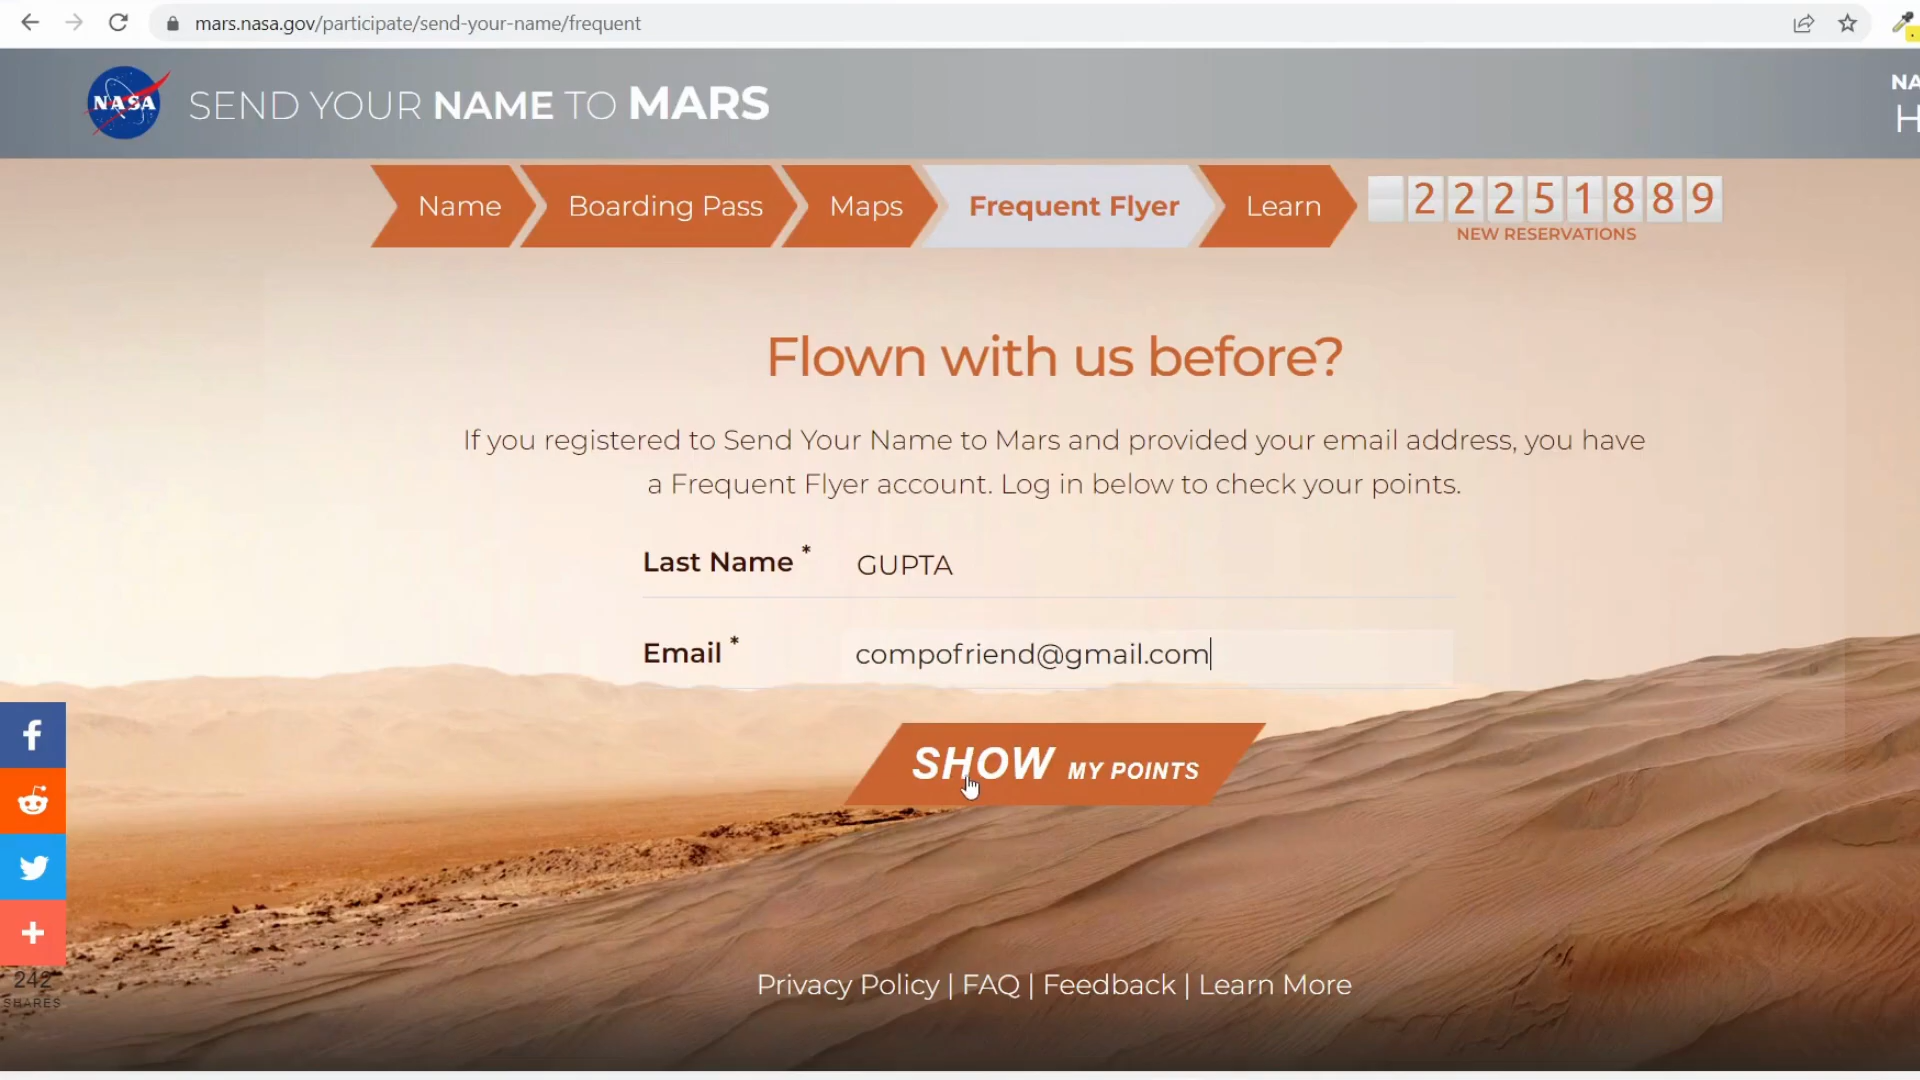 mars.nasa.gov/participate/send-your-name/frequent
NASA
SEND YOUR NAME TO MARS
NA
H
Name
Boarding Pass
Maps
Frequent Flyer
Learn
22251889
NEW RESERVATIONS
Flown with us before?
If you registered to Send Your Name to Mars and provided your email address, you have
a Frequent Flyer account. Log in below to check your points.
Last Name * GUPTA
Email * compofriend@gmail.com
SHOW MY POINTS
242
SHARES
Privacy Policy | FAQ | Feedback | Learn More